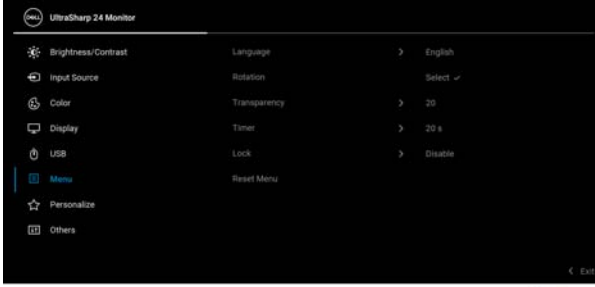 DELL UltraSharp 24 Monitor
Brightness/Contrast Language > English
Input Source Rotation Select ✓
Color Transparency > 20
Display Timer > 20 s
USB Lock > Disable
Menu Reset Menu
Personalize
Others
< Exit